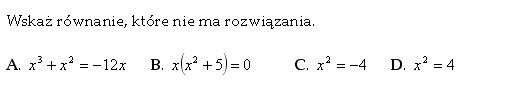 Wskaż równanie, które nie ma rozwiązania.
A. x³ + x² = −12x B. x(x² + 5) = 0 C. x² = −4 D. x² = 4